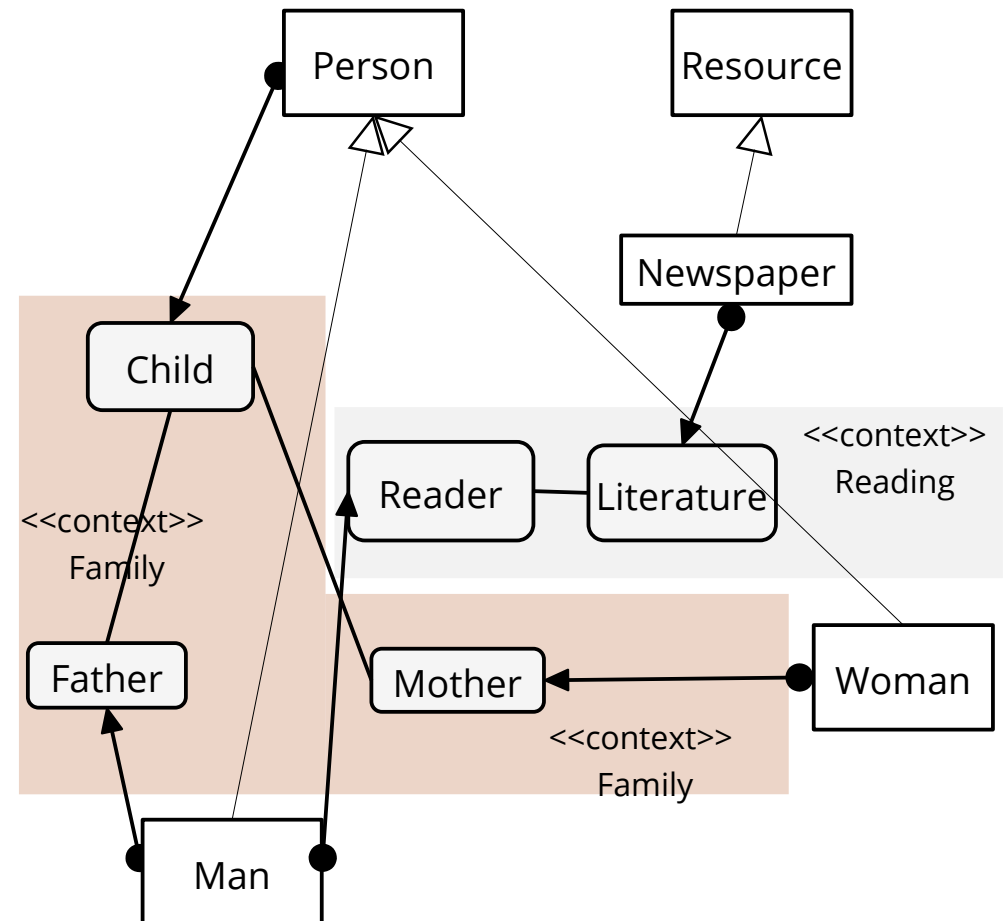 Person
Resource
Newspaper
Child
<<context>>
Reading
Reader
Literature
<<context>>
Family
Father
Mother
Woman
<<context>>
Family
Man